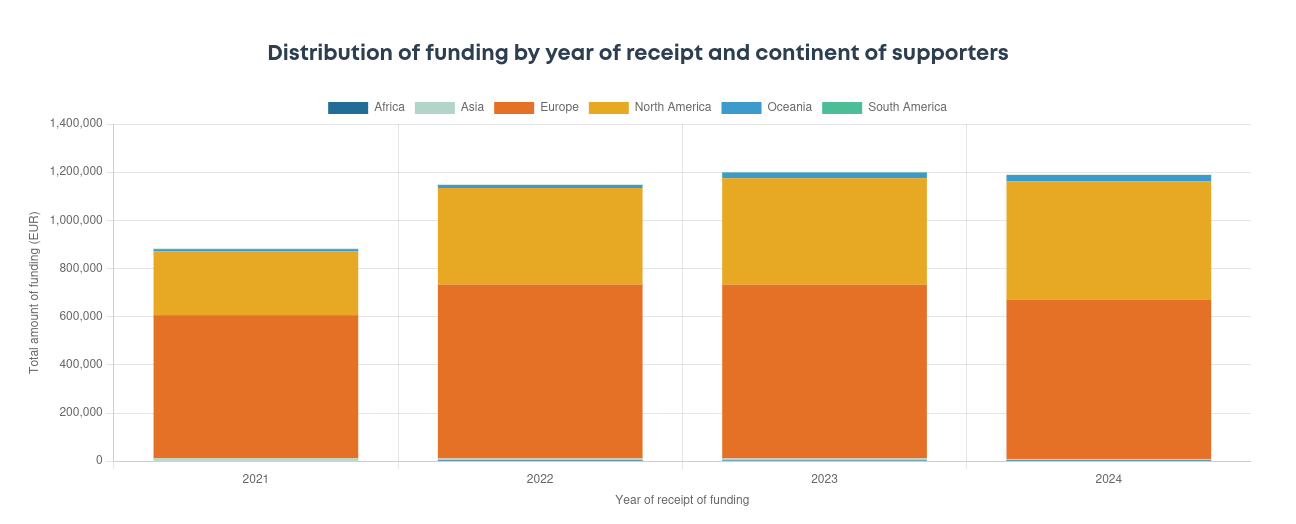 Distribution of funding by year of receipt and continent of supporters
Africa Asia Europe North America Oceania South America
1,400,000
1,200,000
1,000,000
800,000
600,000
400,000
200,000
0
Total amount of funding (EUR)
2021 2022 2023 2024
Year of receipt of funding